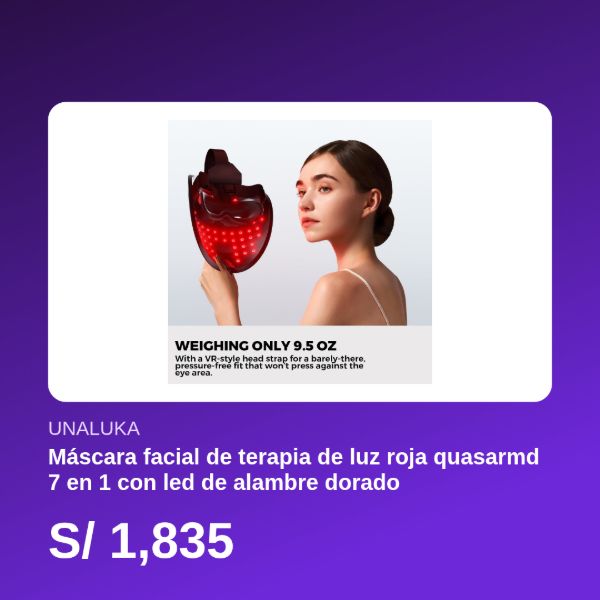 WEIGHING ONLY 9.5 OZ
With a VR-style head strap for a barely-there,
pressure-free fit that won't press against the
eye area.
UNALUKA
Máscara facial de terapia de luz roja quasarmd
7 en 1 con led de alambre dorado
S/ 1,835